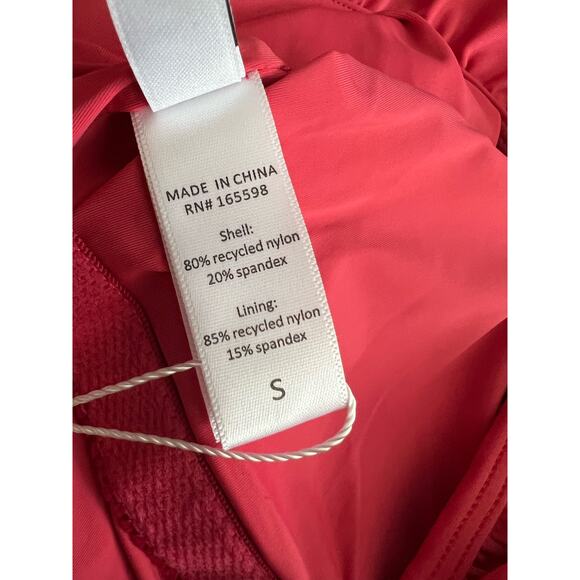 MADE IN CHINA
RN# 165598
Shell:
80% recycled nylon
20% spandex
Lining:
85% recycled nylon
15% spandex
S